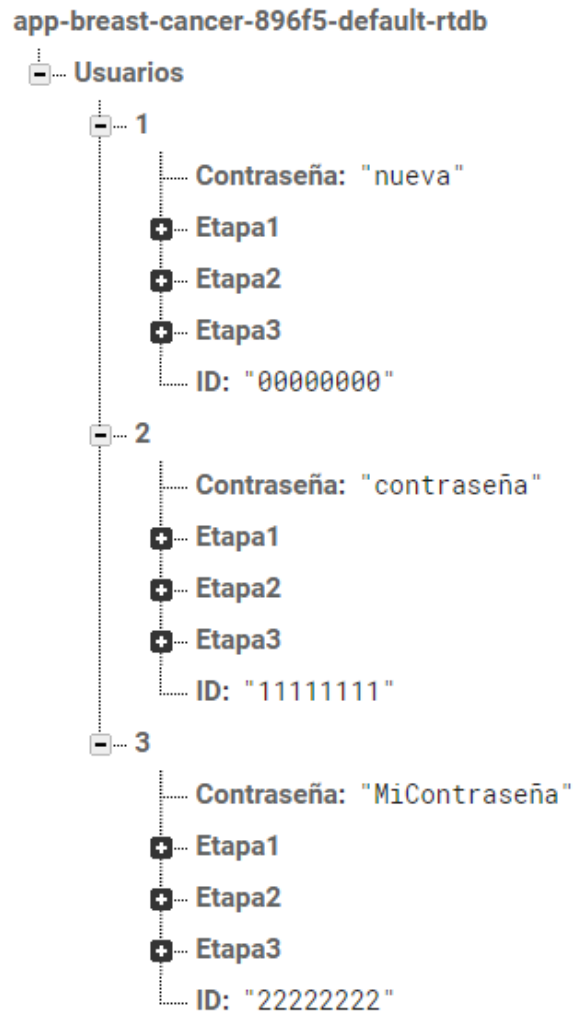 app-breast-cancer-896f5-default-rtdb
Usuarios
1
Contraseña: "nueva"
Etapa1
Etapa2
Etapa3
ID: "00000000"
2
Contraseña: "contraseña"
Etapa1
Etapa2
Etapa3
ID: "11111111"
3
Contraseña: "MiContraseña"
Etapa1
Etapa2
Etapa3
ID: "22222222"